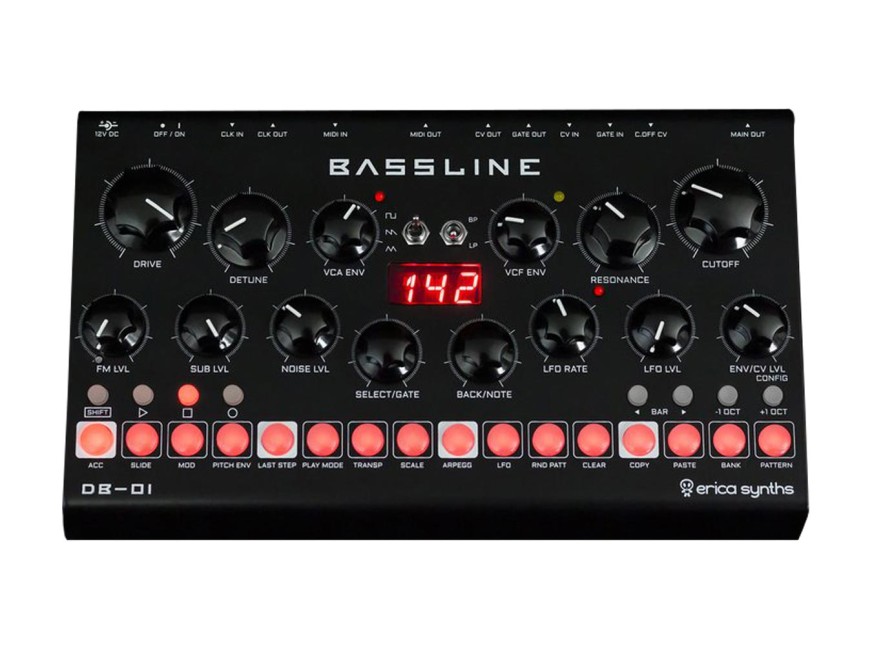 12V DC OFF / ON CLK IN CLK OUT MIDI IN MIDI OUT CV OUT GATE OUT CV IN GATE IN C.OFF CV MAIN OUT
BASSLINE
BP
LP
DRIVE DETUNE VCA ENV VCF ENV RESONANCE CUTOFF
142
FM LVL SUB LVL NOISE LVL LFO RATE LFO LVL ENV/CV LVL
CONFIG
SELECT/GATE BACK/NOTE
SHIFT BAR -1 OCT +1 OCT
ACC SLIDE MOD PITCH ENV LAST STEP PLAY MODE TRANSP SCALE ARPEGG LFO RND PATT CLEAR COPY PASTE BANK PATTERN
DB-01 erica synths